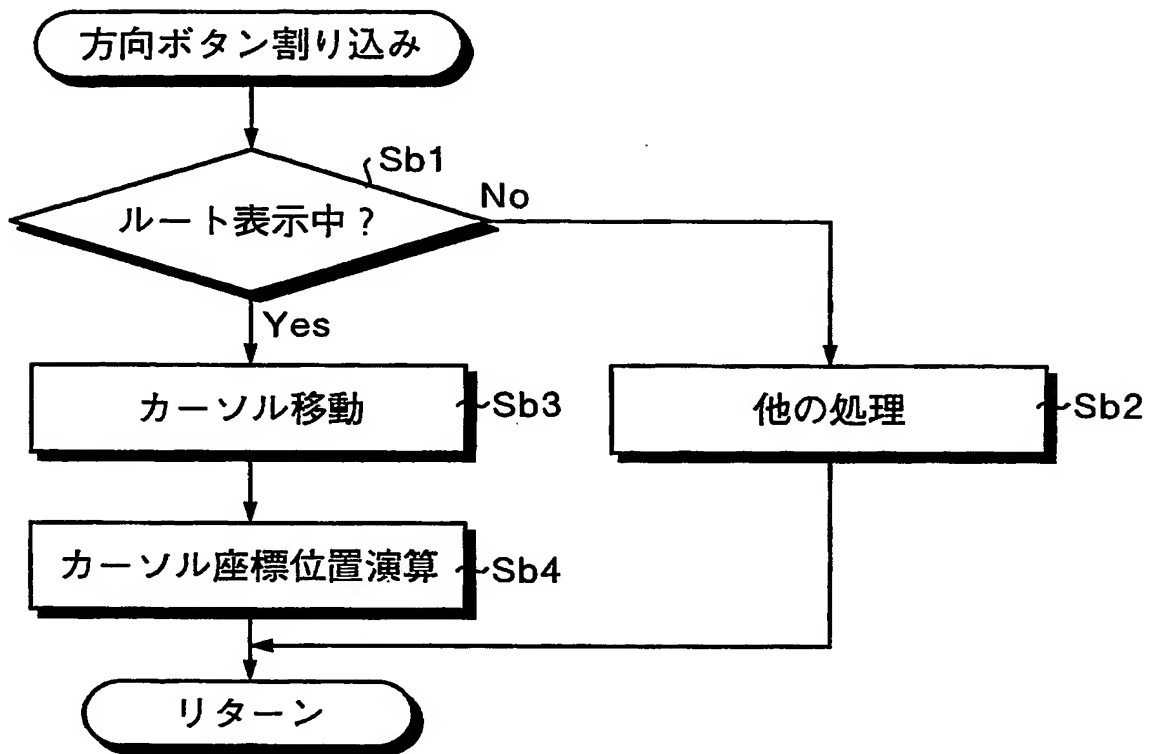 方向ボタン割り込み
Sb1
ルート表示中?
No
Yes
カーソル移動
Sb3
他の処理
Sb2
カーソル座標位置演算
Sb4
リターン